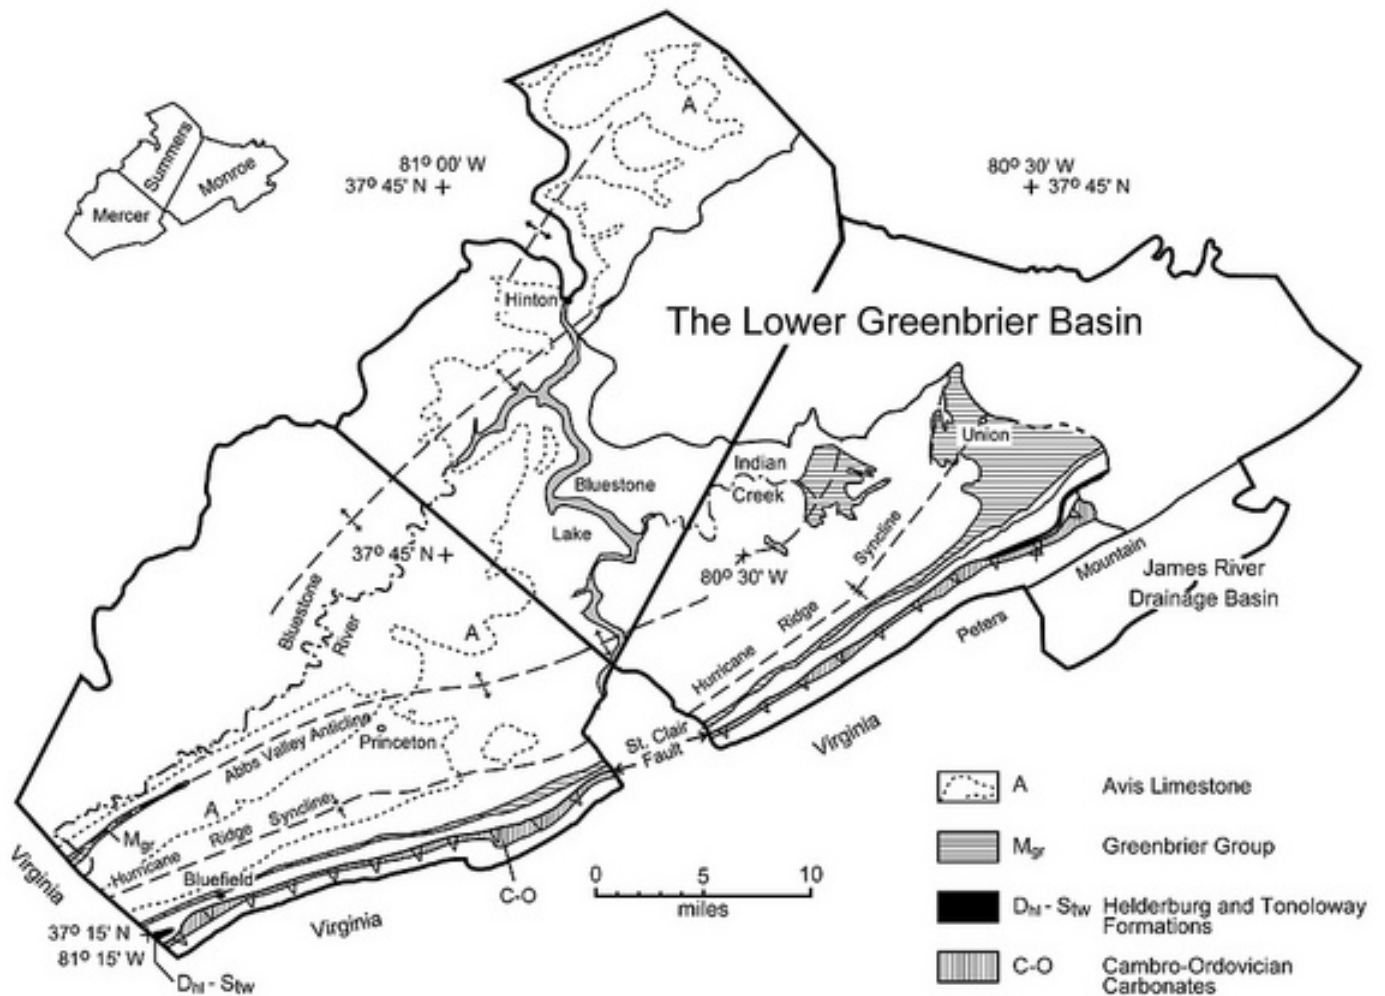 Summers
Monroe
Mercer
81º 00' W
37º 45' N +
80º 30' W
+ 37º 45' N
A
Hinton
The Lower Greenbrier Basin
Union
Indian
Creek
Bluestone
Lake
37º 45' N +
80º 30' W
Syncline
Ridge
Hurricane
Mountain
Peters
James River
Drainage Basin
Bluestone
River
A
Abbs Valley Anticline
Princeton
St. Clair
Fault
Virginia
A
Mgr
Hurricane Ridge Syncline
Bluefield
C-O
Virginia
Virginia
37º 15' N
81º 15' W
Dhl - Stw
0 5 10
miles
A Avis Limestone
Mgr Greenbrier Group
Dhl - Stw Helderburg and Tonoloway
Formations
C-O Cambro-Ordovician
Carbonates